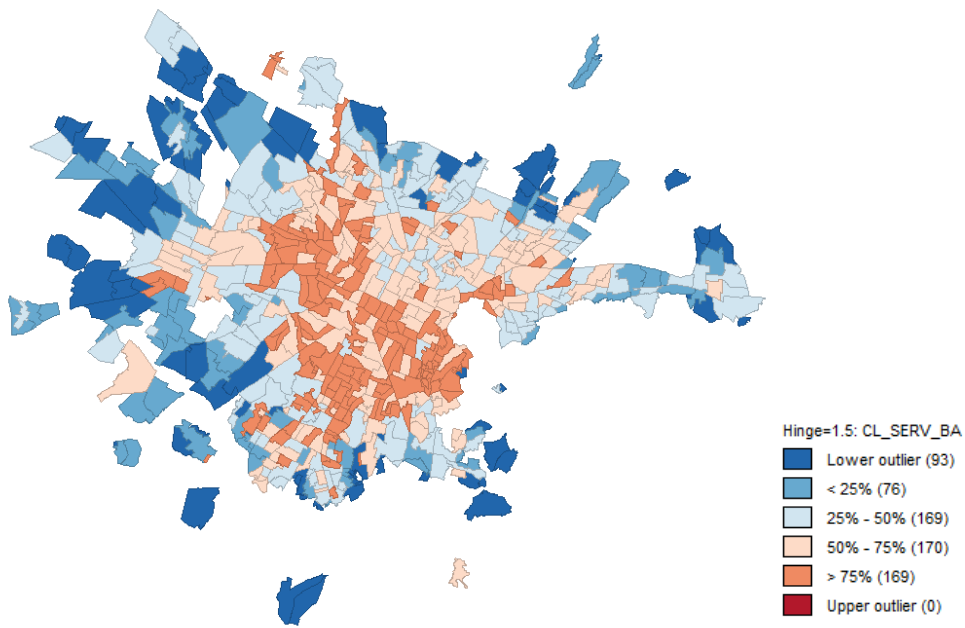 Hinge=1.5: CL_SERV_BA
Lower outlier (93)
< 25% (76)
25% - 50% (169)
50% - 75% (170)
> 75% (169)
Upper outlier (0)